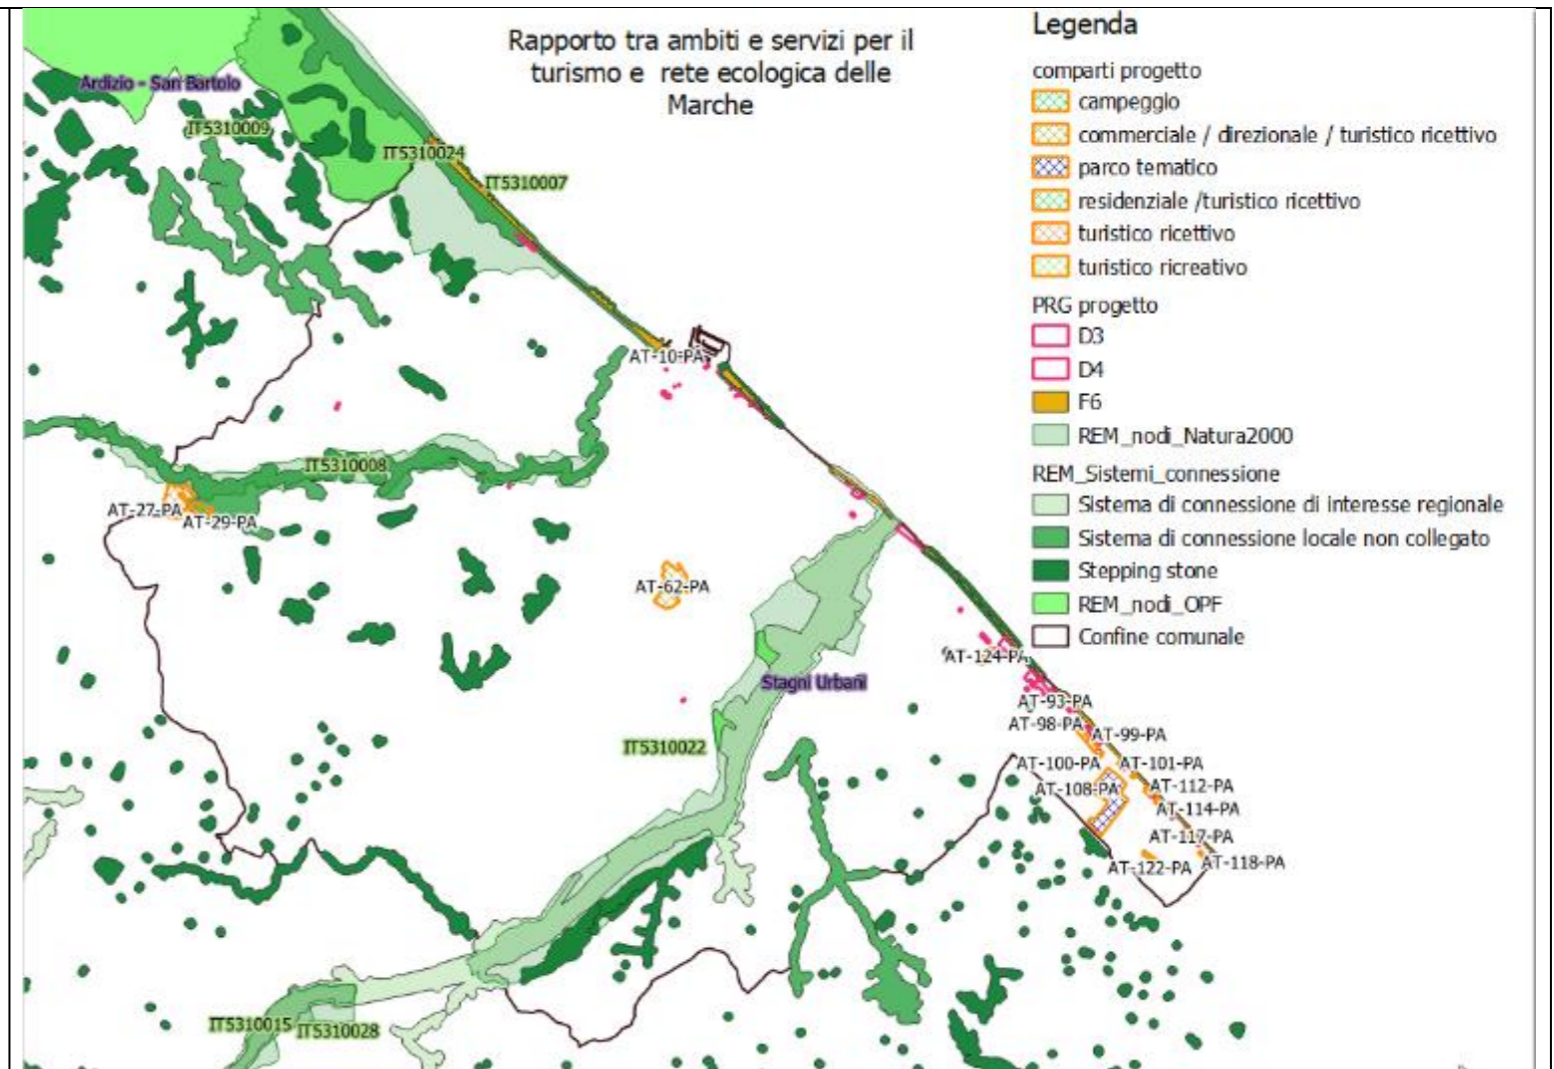 Rapporto tra ambiti e servizi per il
turismo e rete ecologica delle
Marche
Legenda
comparti progetto
campeggio
commerciale / direzionale / turistico ricettivo
parco tematico
residenziale /turistico ricettivo
turistico ricettivo
turistico ricreativo
PRG progetto
D3
D4
F6
REM_nodi_Natura2000
REM_Sistemi_connessione
Sistema di connessione di interesse regionale
Sistema di connessione locale non collegato
Stepping stone
REM_nodi_OPF
Confine comunale
Ardizio - San Bartolo
IT5310009
IT5310024
IT5310007
AT-10-PA
IT5310008
AT-27-PA
AT-29-PA
AT-62-PA
AT-124-PA
Stagni Urbani
AT-93-PA
AT-98-PA
AT-99-PA
IT5310022
AT-100-PA
AT-101-PA
AT-108-PA
AT-112-PA
AT-114-PA
AT-117-PA
AT-122-PA
AT-118-PA
IT5310015
IT5310028